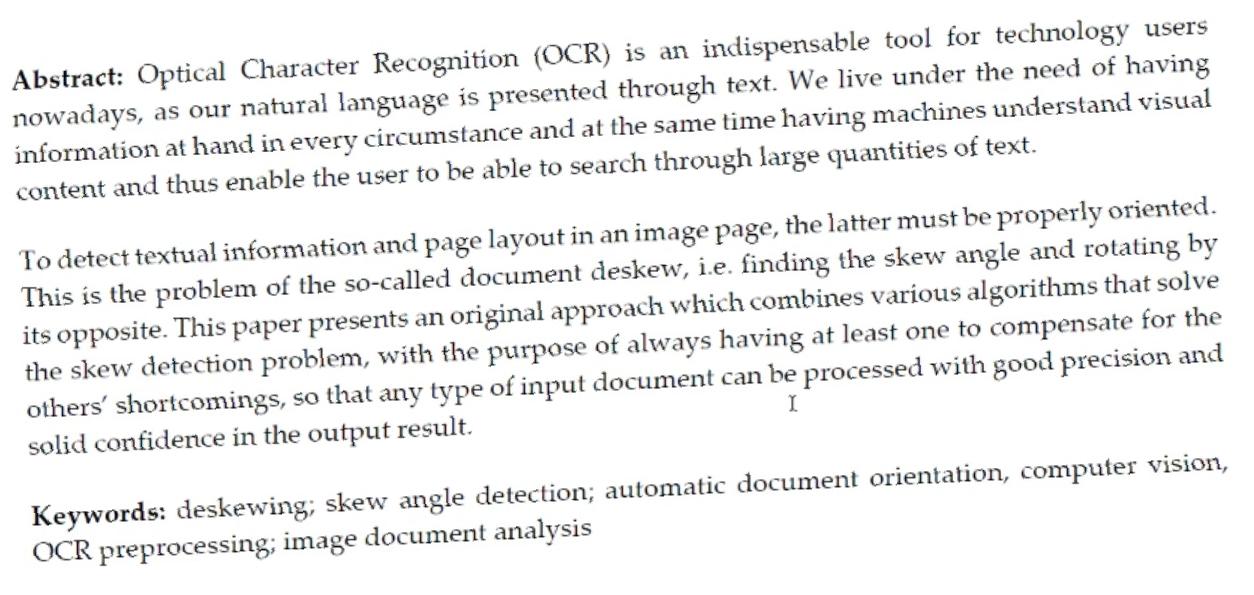 Abstract: Optical Character Recognition (OCR) is an indispensable tool for technology users
nowadays, as our natural language is presented through text. We live under the need of having
information at hand in every circumstance and at the same time having machines understand visual
content and thus enable the user to be able to search through large quantities of text.
To detect textual information and page layout in an image page, the latter must be properly oriented.
This is the problem of the so-called document deskew, i.e. finding the skew angle and rotating by
its opposite. This paper presents an original approach which combines various algorithms that solve
the skew detection problem, with the purpose of always having at least one to compensate for the
others' shortcomings, so that any type of input document can be processed with good precision and
solid confidence in the output result.
Keywords: deskewing; skew angle detection; automatic document orientation, computer vision,
OCR preprocessing; image document analysis